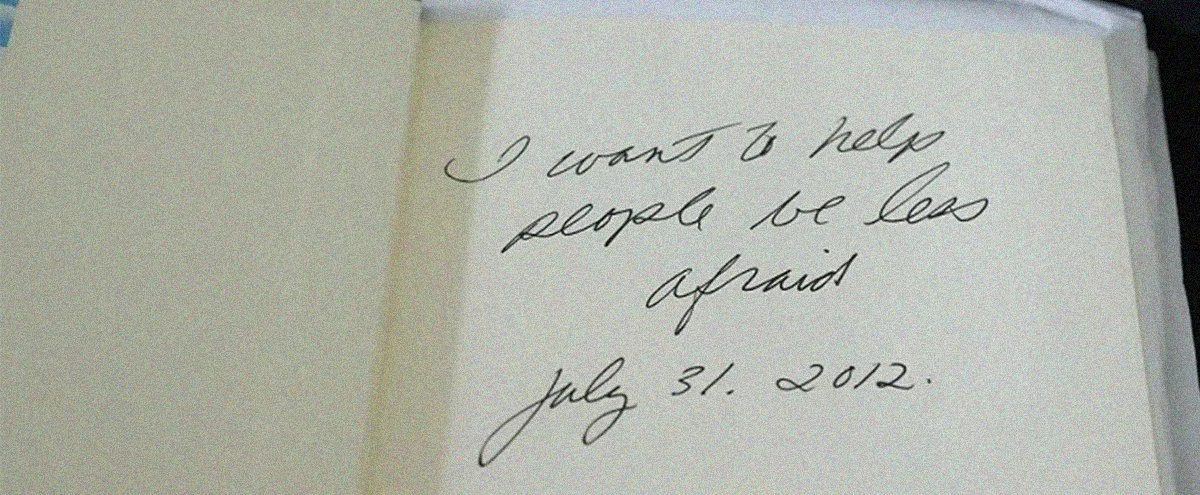 I want to help
people be less
afraid
July 31. 2012.